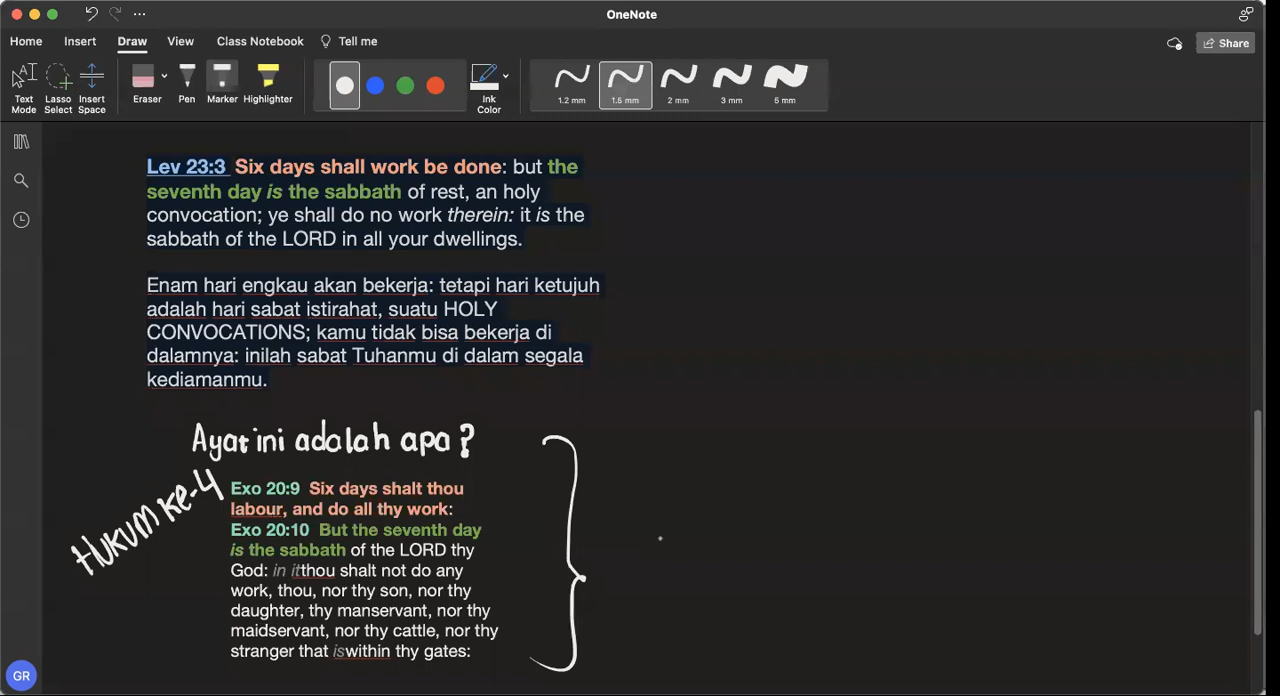 OneNote
Home Insert Draw View Class Notebook Tell me Share
Text Mode
Lasso Select
Insert Space
Eraser
Pen
Marker
Highlighter
Ink Color
1.2 mm
1.6 mm
2 mm
3 mm
5 mm
Lev 23:3 Six days shall work be done: but the
seventh day is the sabbath of rest, an holy
convocation; ye shall do no work therein: it is the
sabbath of the LORD in all your dwellings.
Enam hari engkau akan bekerja: tetapi hari ketujuh
adalah hari sabat istirahat, suatu HOLY
CONVOCATIONS; kamu tidak bisa bekerja di
dalamnya: inilah sabat Tuhanmu di dalam segala
kediamanmu.
Ayat ini adalah apa?
Hukum ke-4
Exo 20:9 Six days shalt thou
labour, and do all thy work:
Exo 20:10 But the seventh day
is the sabbath of the LORD thy
God: in itthou shalt not do any
work, thou, nor thy son, nor thy
daughter, thy manservant, nor thy
maidservant, nor thy cattle, nor thy
stranger that iswithin thy gates:
GR